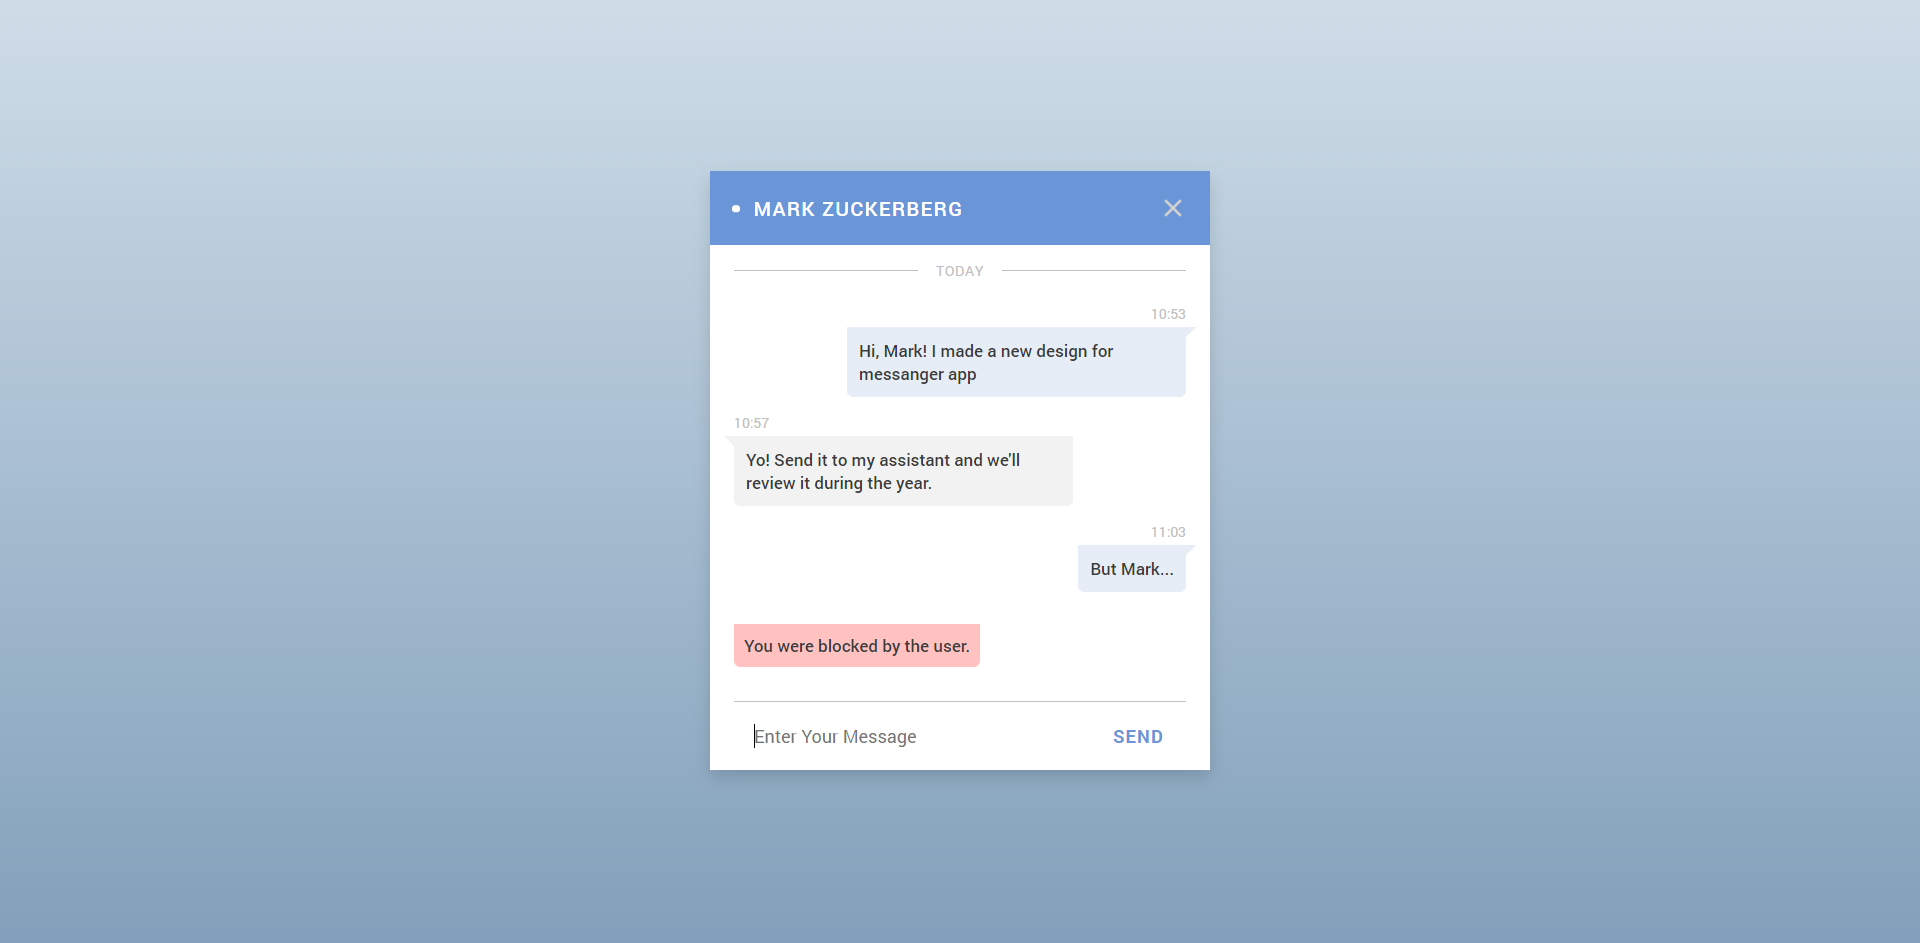 MARK ZUCKERBERG
TODAY
10:53
Hi, Mark! I made a new design for
messanger app
10:57
Yo! Send it to my assistant and we'll
review it during the year.
11:03
But Mark...
You were blocked by the user.
Enter Your Message
SEND